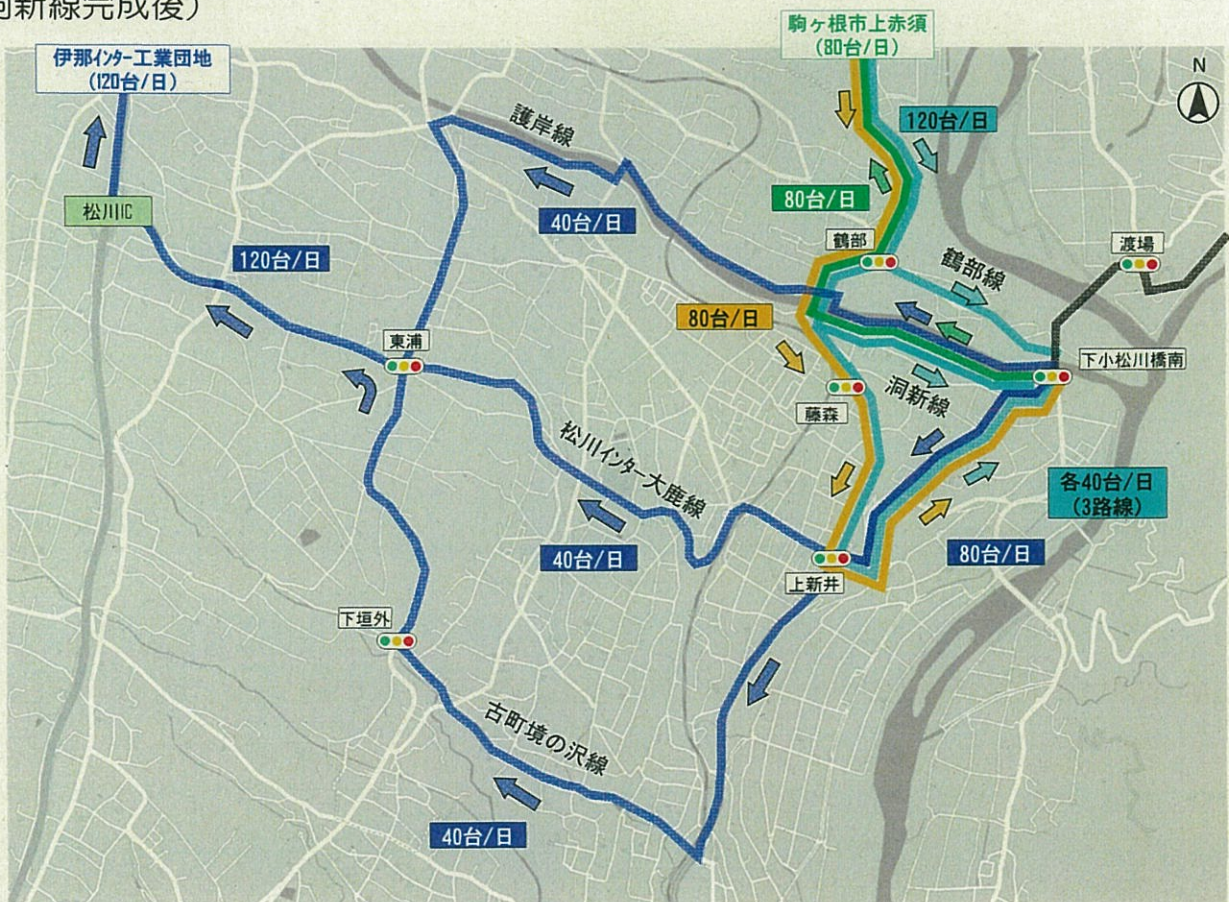 新線完成後）
駒ヶ根市上赤須
(80台/日)
伊那インター工業団地
(120台/日)
N
護岸線
120台/日
松川IC
80台/日
40台/日
鶴部
渡場
120台/日
鶴部線
80台/日
東浦
下小松川橋南
洞新線
藤森
松川インター大鹿線
各40台/日
(3路線)
40台/日
80台/日
上新井
下垣外
古町境の沢線
40台/日